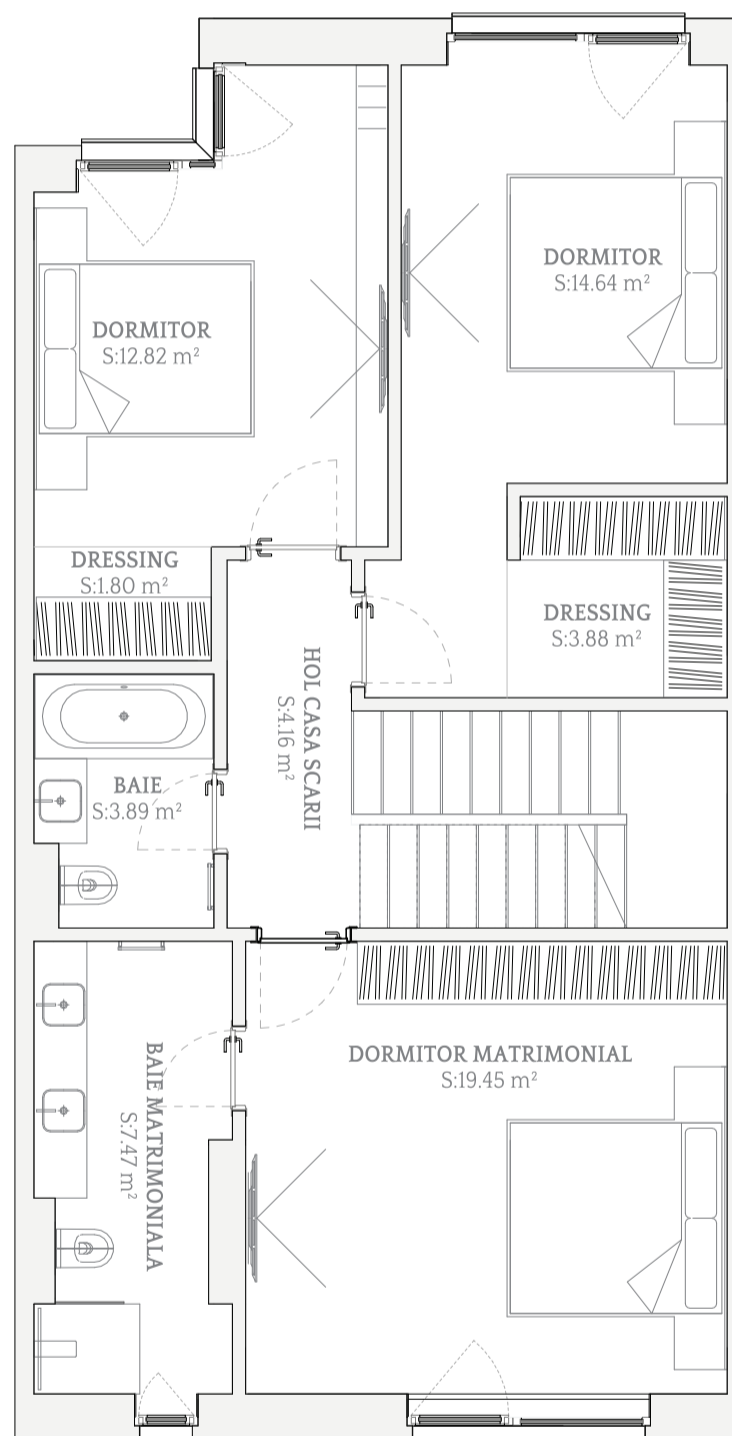 DORMITOR
S:14.64 m²
DORMITOR
S:12.82 m²
DRESSING
S:1.80 m²
DRESSING
S:3.88 m²
HOL CASA SCARII
S:4.16 m²
BAIE
S:3.89 m²
DORMITOR MATRIMONIAL
S:19.45 m²
BAIE MATRIMONIALA
S:7.47 m²